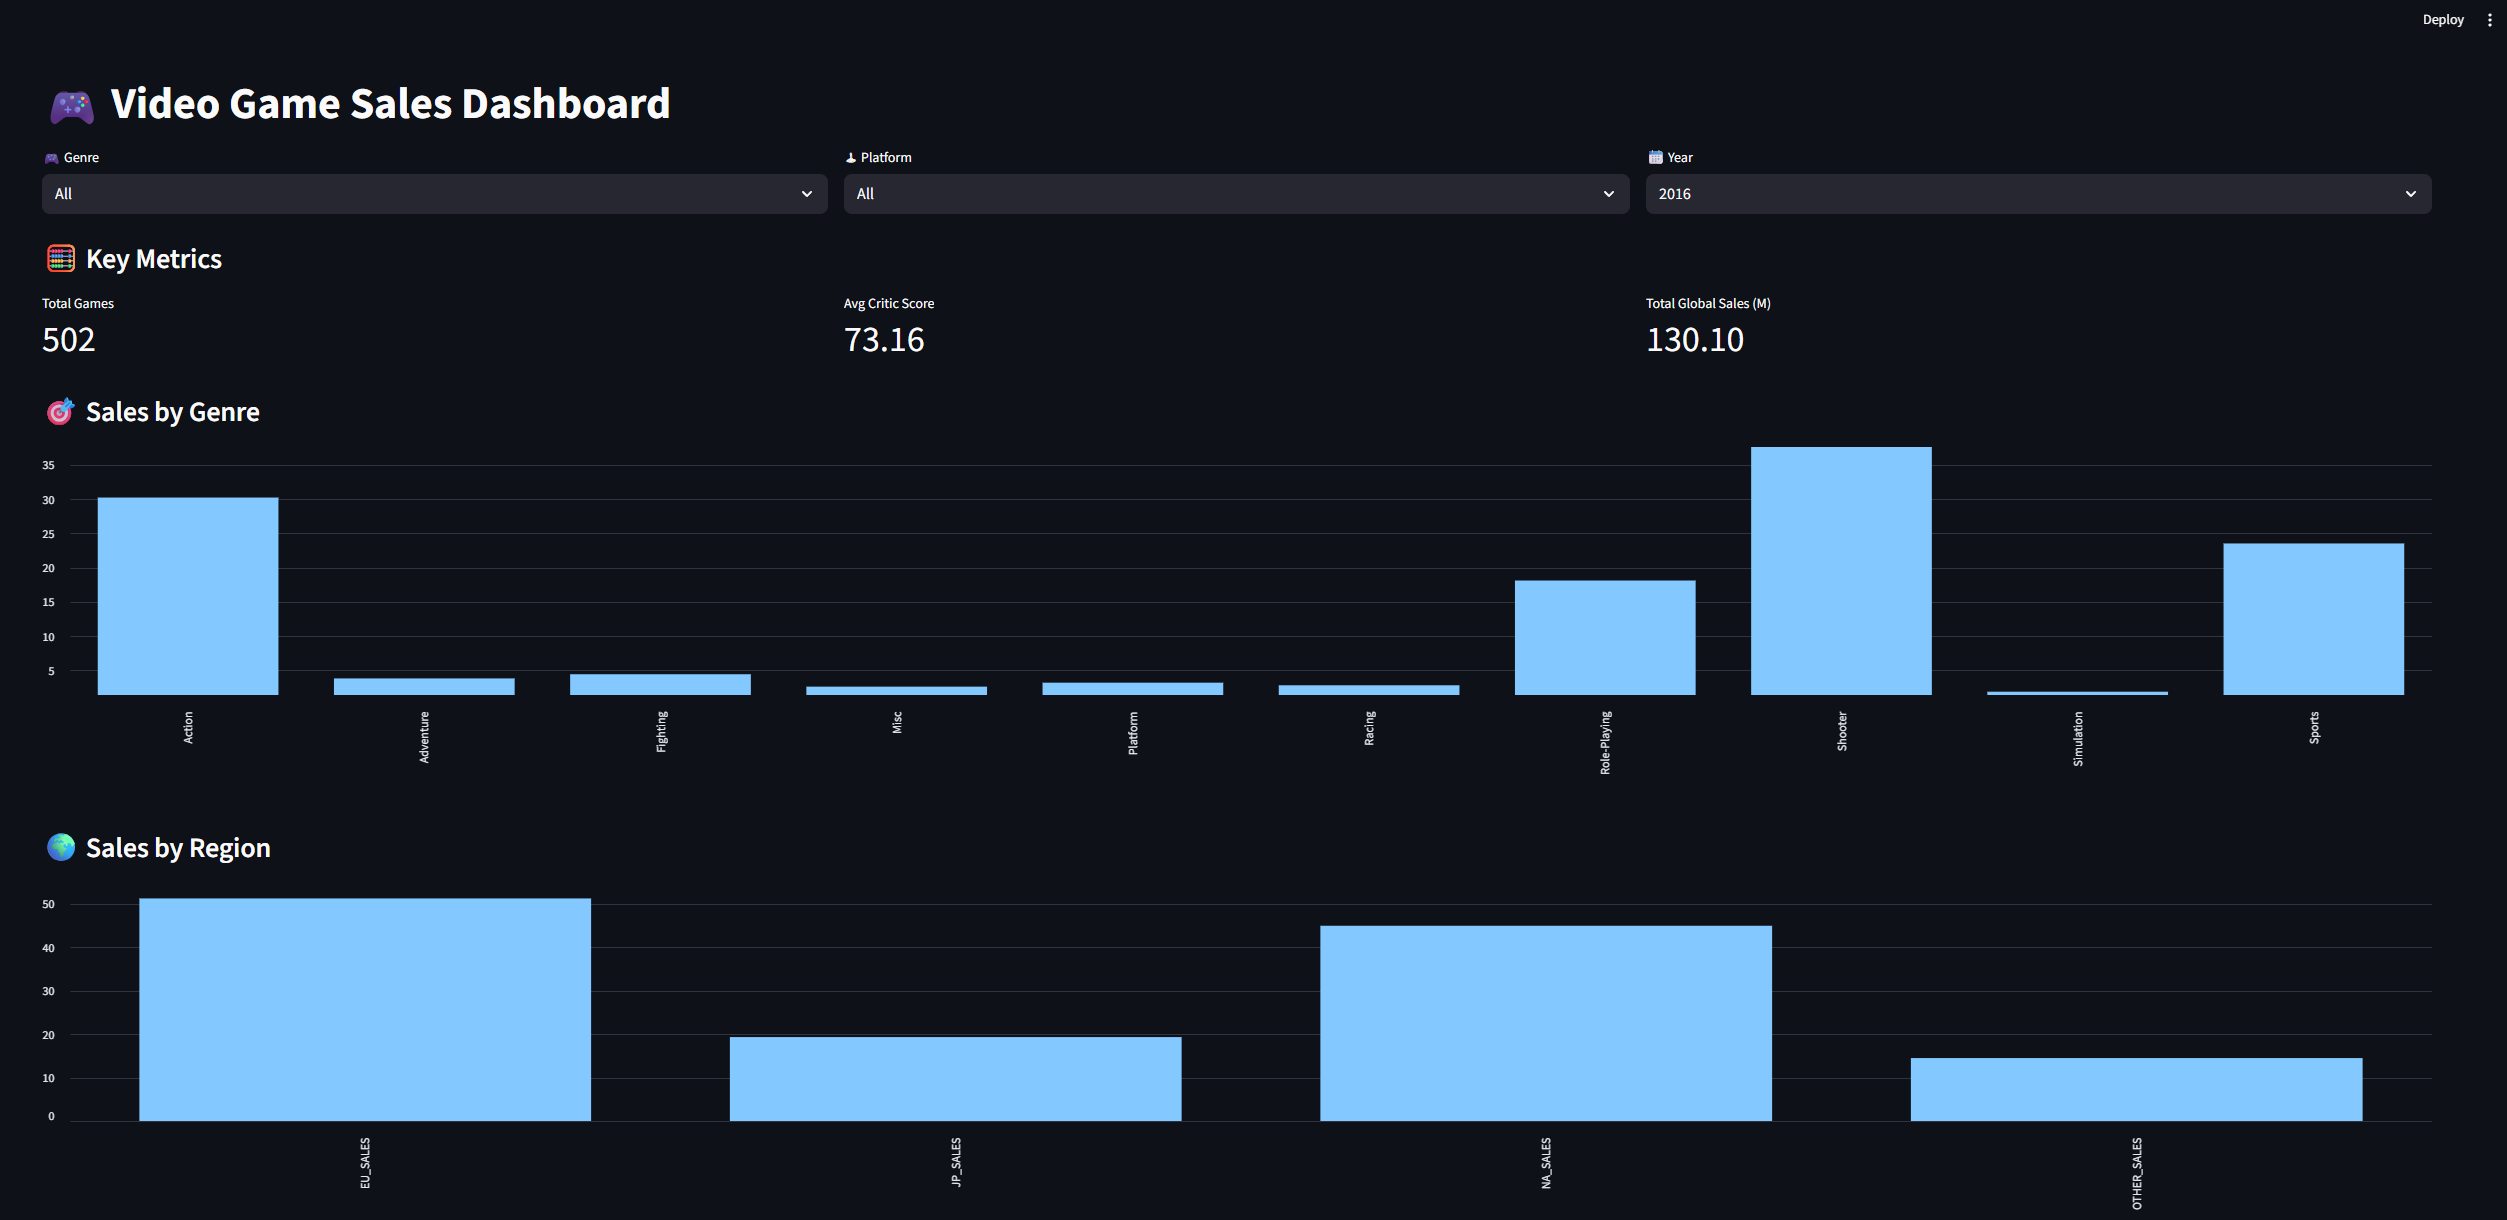 Deploy
Video Game Sales Dashboard
Genre
All
Platform
All
Year
2016
Key Metrics
Total Games
502
Avg Critic Score
73.16
Total Global Sales (M)
130.10
Sales by Genre
35
30
25
20
15
10
5
Action
Adventure
Fighting
Misc
Platform
Racing
Role-Playing
Shooter
Simulation
Sports
Sales by Region
50
40
30
20
10
0
EU_SALES
JP_SALES
NA_SALES
OTHER_SALES